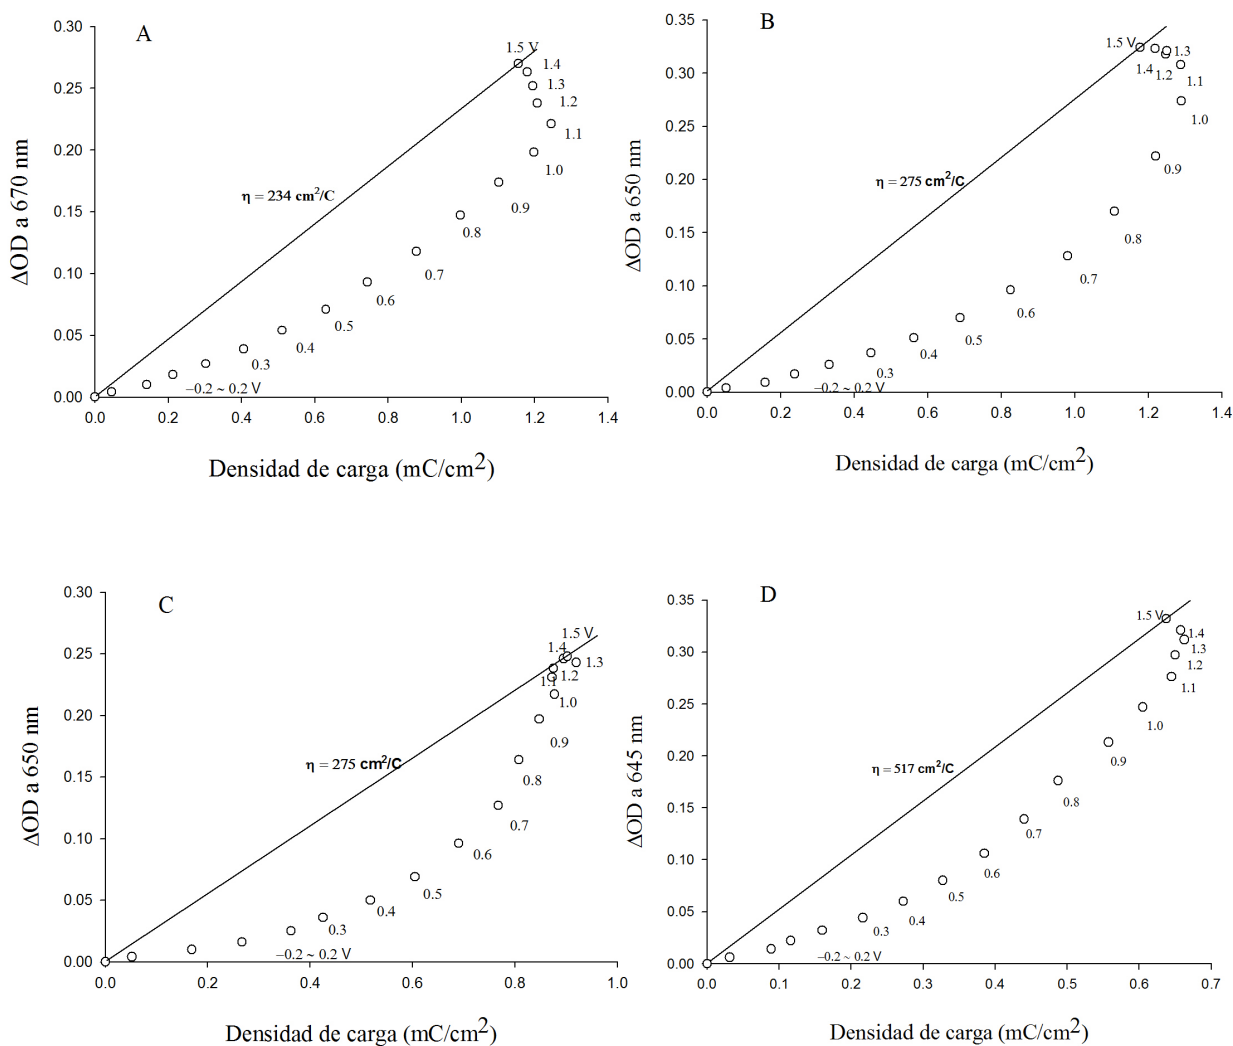 A
0.30
0.25
0.20
0.15
0.10
0.05
0.00
ΔOD a 670 nm
1.5 V
1.4
1.3
1.2
1.1
1.0
0.9
0.8
0.7
0.6
0.5
0.4
0.3
−0.2 ~ 0.2 V
η = 234 cm²/C
0.0 0.2 0.4 0.6 0.8 1.0 1.2 1.4
Densidad de carga (mC/cm²)
B
0.35
0.30
0.25
0.20
0.15
0.10
0.05
0.00
ΔOD a 650 nm
1.5 V
1.3
1.4 1.2
1.1
1.0
0.9
0.8
0.7
0.6
0.5
0.4
0.3
−0.2 ~ 0.2 V
η = 275 cm²/C
0.0 0.2 0.4 0.6 0.8 1.0 1.2 1.4
Densidad de carga (mC/cm²)
C
0.30
0.25
0.20
0.15
0.10
0.05
0.00
ΔOD a 650 nm
1.5 V
1.4
1.3
1.2
1.1
1.0
0.9
0.8
0.7
0.6
0.5
0.4
0.3
−0.2 ~ 0.2 V
η = 275 cm²/C
0.0 0.2 0.4 0.6 0.8 1.0
Densidad de carga (mC/cm²)
D
0.35
0.30
0.25
0.20
0.15
0.10
0.05
0.00
ΔOD a 645 nm
1.5 V
1.4
1.3
1.2
1.1
1.0
0.9
0.8
0.7
0.6
0.5
0.4
0.3
−0.2 ~ 0.2 V
η = 517 cm²/C
0.0 0.1 0.2 0.3 0.4 0.5 0.6 0.7
Densidad de carga (mC/cm²)